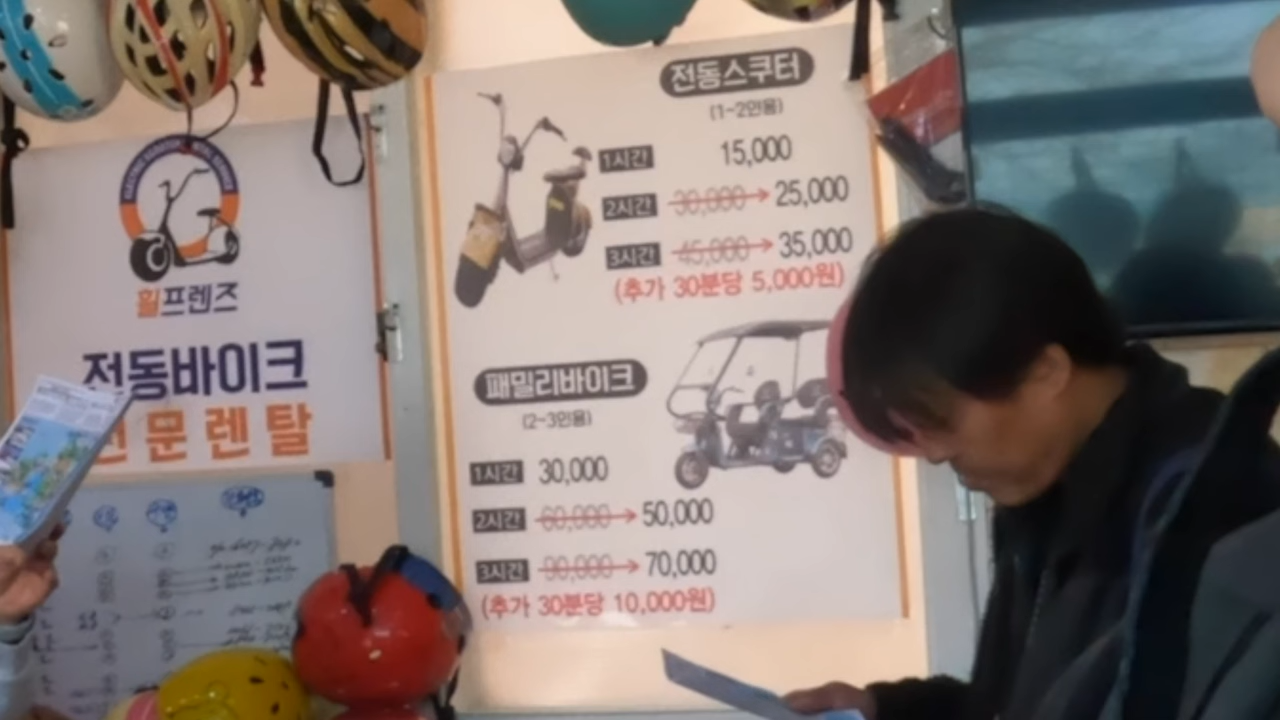 휠프렌즈
전동바이크
전문렌탈
전동스쿠터
(1~2인용)
1시간 15,000
2시간 30,000→25,000
3시간 45,000→35,000
(추가 30분당 5,000원)
패밀리바이크
(2~3인용)
1시간 30,000
2시간 60,000→50,000
3시간 90,000→70,000
(추가 30분당 10,000원)